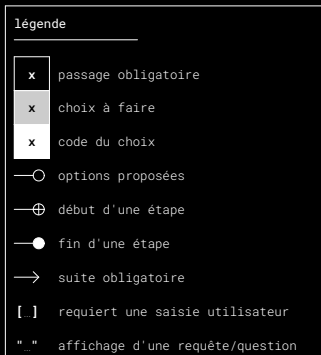 légende
x passage obligatoire
x choix à faire
x code du choix
options proposées
début d'une étape
fin d'une étape
suite obligatoire
[…] requiert une saisie utilisateur
"…" affichage d'une requête/question